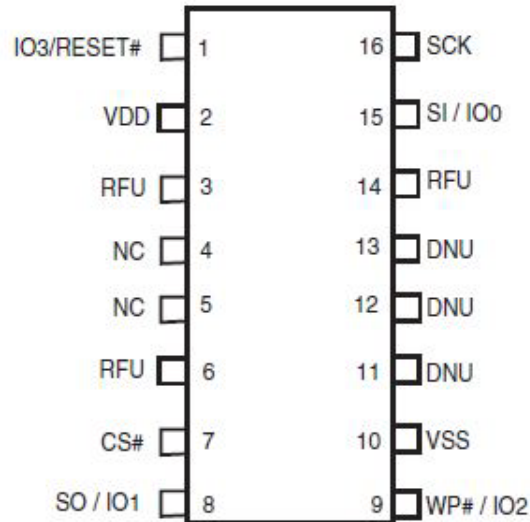 IO3/RESET# 1 16 SCK
VDD 2 15 SI / IO0
RFU 3 14 RFU
NC 4 13 DNU
NC 5 12 DNU
RFU 6 11 DNU
CS# 7 10 VSS
SO / IO1 8 9 WP# / IO2